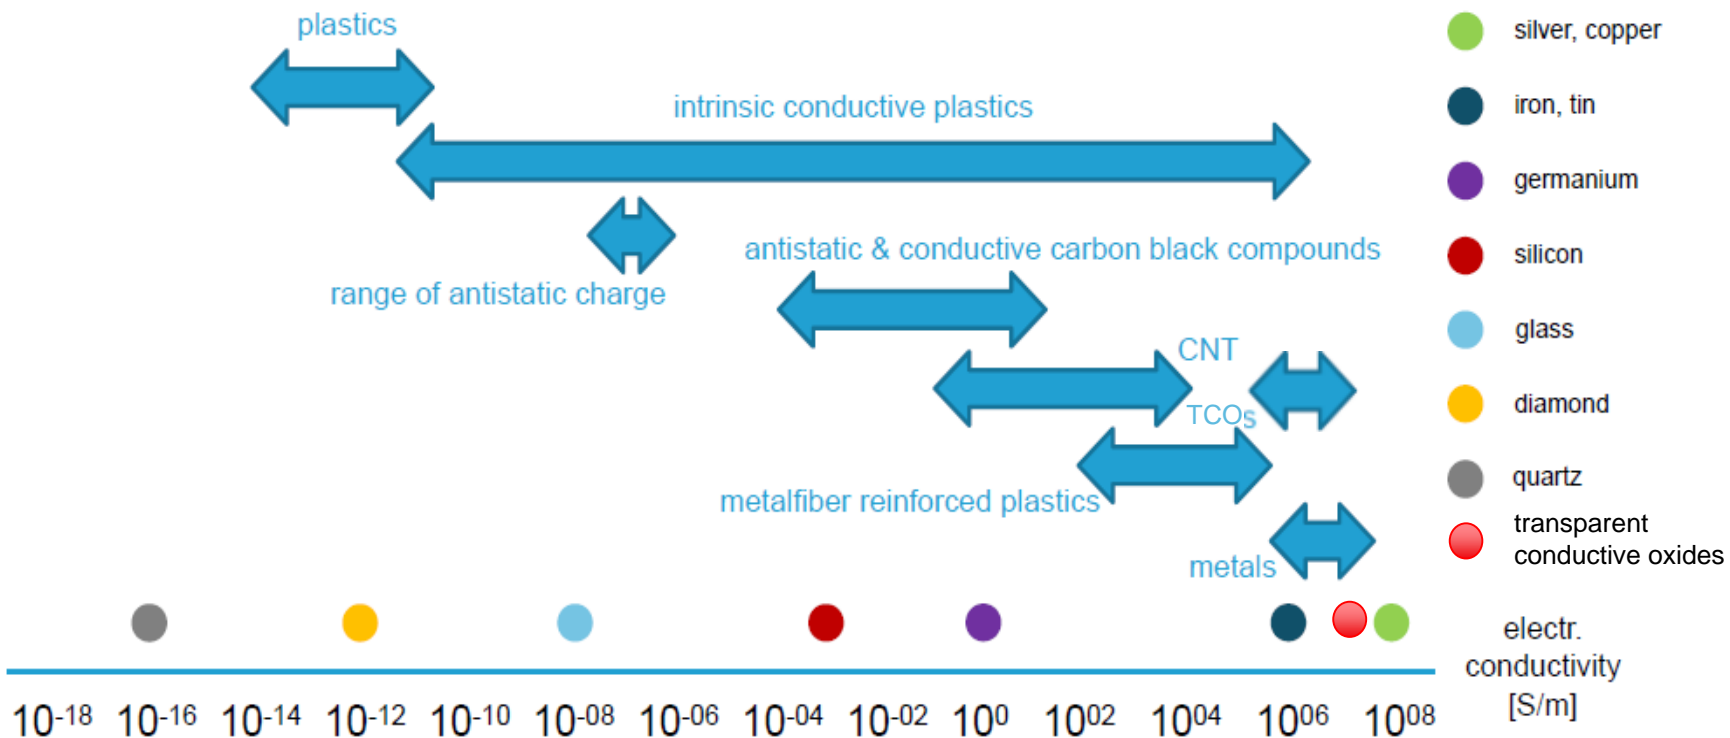 plastics
intrinsic conductive plastics
range of antistatic charge
antistatic & conductive carbon black compounds
CNT
TCOs
metalfiber reinforced plastics
metals
silver, copper
iron, tin
germanium
silicon
glass
diamond
quartz
transparent
conductive oxides
electr.
conductivity
[S/m]
10⁻¹⁸ 10⁻¹⁶ 10⁻¹⁴ 10⁻¹² 10⁻¹⁰ 10⁻⁰⁸ 10⁻⁰⁶ 10⁻⁰⁴ 10⁻⁰² 10⁰ 10⁰² 10⁰⁴ 10⁰⁶ 10⁰⁸